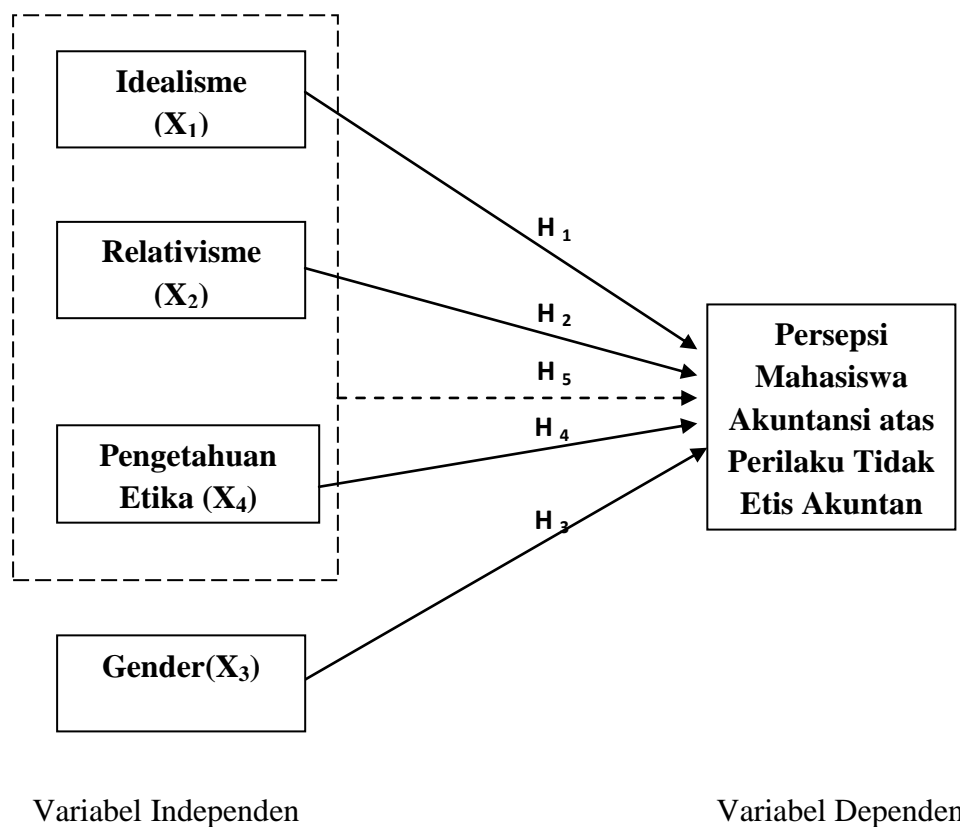 Idealisme
(X₁)
H ₁
Relativisme
(X₂)
H ₂
Persepsi
Mahasiswa
Akuntansi atas
Perilaku Tidak
Etis Akuntan
H ₅
H ₄
Pengetahuan
Etika (X₄)
H ₃
Gender(X₃)
Variabel Independen
Variabel Dependen